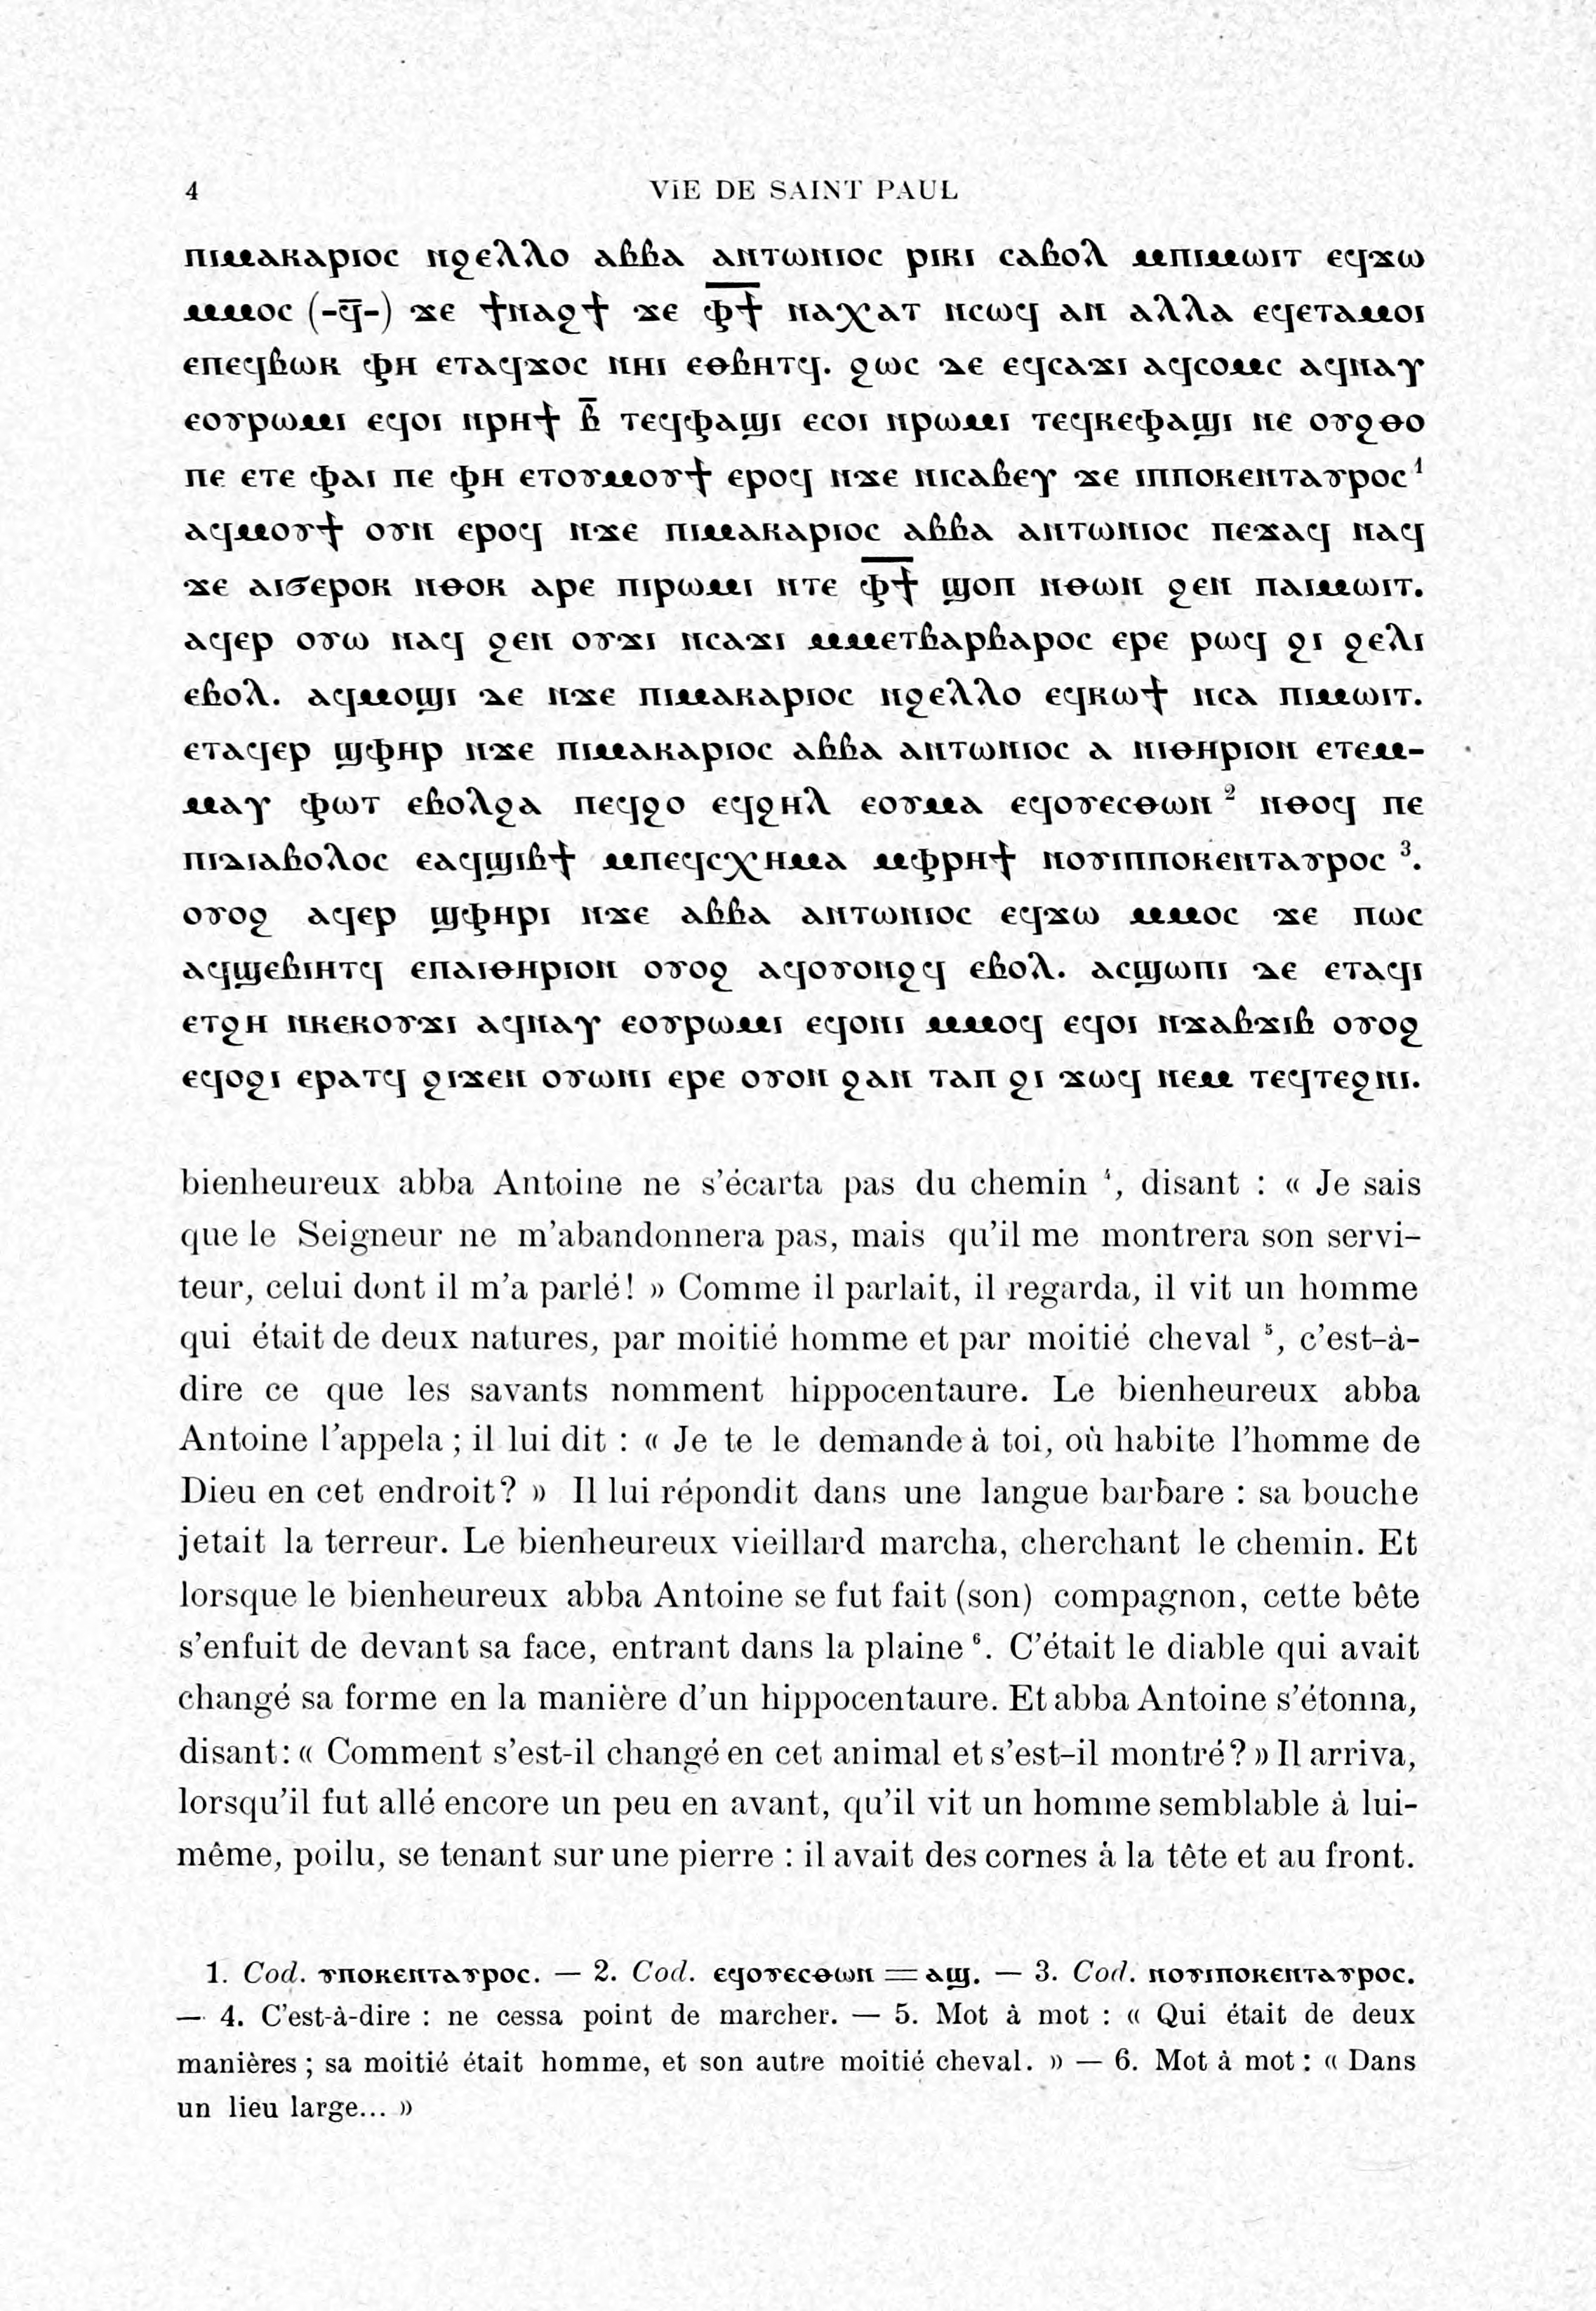 4 VIE DE SAINT PAUL
ⲡⲓⲙⲁⲕⲁⲣⲓⲟⲥ ⲛϩⲉⲗⲗⲟ ⲁⲃⲃⲁ ⲁⲛⲧⲱⲛⲓⲟⲥ ⲣⲓⲕⲓ ⲥⲁⲃⲟⲗ ⲙⲡⲓⲙⲱⲓⲧ ⲉϥϫⲱ
ⲙⲙⲟⲥ (-ϥ̅-) ϫⲉ ϯⲛⲁϩϯ ϫⲉ ⲫ̅ϯ̅ ⲛⲁⲭⲁⲧ ⲛⲥⲱϥ ⲁⲛ ⲁⲗⲗⲁ ⲉϥⲉⲧⲁⲙⲟⲓ
ⲉⲡⲉϥⲃⲱⲕ ⲫⲏ ⲉⲧⲁϥϫⲟⲥ ⲛⲏⲓ ⲉⲑⲃⲏⲧϥ. ϩⲱⲥ ⲇⲉ ⲉϥⲥⲁϫⲓ ⲁϥⲥⲟⲙⲥ ⲁϥⲛⲁⲩ
ⲉⲟⲩⲣⲱⲙⲓ ⲉϥⲟⲓ ⲛⲣⲏϯ ⲃ̅ ⲧⲉϥⲫⲁϣⲓ ⲉⲥⲟⲓ ⲛⲣⲱⲙⲓ ⲧⲉϥⲕⲉⲫⲁϣⲓ ⲛⲉ ⲟⲩϩⲑⲟ
ⲡⲉ ⲉⲧⲉ ⲫⲁⲓ ⲡⲉ ⲫⲏ ⲉⲧⲟⲩⲙⲟⲩϯ ⲉⲣⲟϥ ⲛϫⲉ ⲛⲓⲥⲁⲃⲉⲩ ϫⲉ ⲓⲡⲡⲟⲕⲉⲛⲧⲁⲩⲣⲟⲥ ¹
ⲁϥⲙⲟⲩϯ ⲟⲩⲛ ⲉⲣⲟϥ ⲛϫⲉ ⲡⲓⲙⲁⲕⲁⲣⲓⲟⲥ ⲁⲃⲃⲁ ⲁⲛⲧⲱⲛⲓⲟⲥ ⲡⲉϫⲁϥ ⲛⲁϥ
ϫⲉ ⲁⲓϭⲉⲣⲟⲕ ⲛⲑⲟⲕ ⲁⲣⲉ ⲡⲓⲣⲱⲙⲓ ⲛⲧⲉ ⲫ̅ϯ̅ ϣⲟⲡ ⲛⲑⲱⲛ ϩⲉⲛ ⲡⲁⲓⲙⲱⲓⲧ.
ⲁϥⲉⲣ ⲟⲩⲱ ⲛⲁϥ ϩⲉⲛ ⲟⲩϫⲓ ⲛⲥⲁϫⲓ ⲙⲙⲉⲧⲃⲁⲣⲃⲁⲣⲟⲥ ⲉⲣⲉ ⲣⲱϥ ϩⲓ ϩⲉⲗⲓ
ⲉⲃⲟⲗ. ⲁϥⲙⲟϣⲓ ⲇⲉ ⲛϫⲉ ⲡⲓⲙⲁⲕⲁⲣⲓⲟⲥ ⲛϩⲉⲗⲗⲟ ⲉϥⲕⲱϯ ⲛⲥⲁ ⲡⲓⲙⲱⲓⲧ.
ⲉⲧⲁϥⲉⲣ ϣⲫⲏⲣ ⲛϫⲉ ⲡⲓⲙⲁⲕⲁⲣⲓⲟⲥ ⲁⲃⲃⲁ ⲁⲛⲧⲱⲛⲓⲟⲥ ⲁ ⲛⲓⲑⲏⲣⲓⲟⲛ ⲉⲧⲉⲙ-
ⲙⲁⲩ ⲫⲱⲧ ⲉⲃⲟⲗϩⲁ ⲡⲉϥϩⲟ ⲉϥϩⲏⲗ ⲉⲟⲩⲙⲁ ⲉϥⲟⲩⲉⲥⲑⲱⲛ ² ⲛⲑⲟϥ ⲡⲉ
ⲡⲓⲇⲓⲁⲃⲟⲗⲟⲥ ⲉⲁϥϣⲓⲃϯ ⲙⲡⲉϥⲥⲭⲏⲙⲁ ⲙⲫⲣⲏϯ ⲛⲟⲩⲓⲡⲡⲟⲕⲉⲛⲧⲁⲩⲣⲟⲥ ³.
ⲟⲩⲟϩ ⲁϥⲉⲣ ϣⲫⲏⲣⲓ ⲛϫⲉ ⲁⲃⲃⲁ ⲁⲛⲧⲱⲛⲓⲟⲥ ⲉϥϫⲱ ⲙⲙⲟⲥ ϫⲉ ⲡⲱⲥ
ⲁϥϣⲉⲃⲓⲏⲧϥ ⲉⲡⲁⲓⲑⲏⲣⲓⲟⲛ ⲟⲩⲟϩ ⲁϥⲟⲩⲟⲛϩϥ ⲉⲃⲟⲗ. ⲁⲥϣⲱⲡⲓ ⲇⲉ ⲉⲧⲁϥⲓ
ⲉⲧϩⲏ ⲛⲕⲉⲕⲟⲩϫⲓ ⲁϥⲛⲁⲩ ⲉⲟⲩⲣⲱⲙⲓ ⲉϥⲟⲛⲓ ⲙⲙⲟϥ ⲉϥⲟⲓ ⲛϫⲁⲃϫⲓⲃ ⲟⲩⲟϩ
ⲉϥⲟϩⲓ ⲉⲣⲁⲧϥ ϩⲓϫⲉⲛ ⲟⲩⲱⲛⲓ ⲉⲣⲉ ⲟⲩⲟⲛ ϩⲁⲛ ⲧⲁⲡ ϩⲓ ϫⲱϥ ⲛⲉⲙ ⲧⲉϥⲧⲉϩⲛⲓ.
bienheureux abba Antoine ne s'écarta pas du chemin ⁴, disant : « Je sais
que le Seigneur ne m'abandonnera pas, mais qu'il me montrera son servi-
teur, celui dont il m'a parlé! » Comme il parlait, il regarda, il vit un homme
qui était de deux natures, par moitié homme et par moitié cheval ⁵, c'est-à-
dire ce que les savants nomment hippocentaure. Le bienheureux abba
Antoine l'appela ; il lui dit : « Je te le demande à toi, où habite l'homme de
Dieu en cet endroit? » Il lui répondit dans une langue barbare : sa bouche
jetait la terreur. Le bienheureux vieillard marcha, cherchant le chemin. Et
lorsque le bienheureux abba Antoine se fut fait (son) compagnon, cette bête
s'enfuit de devant sa face, entrant dans la plaine ⁶. C'était le diable qui avait
changé sa forme en la manière d'un hippocentaure. Et abba Antoine s'étonna,
disant : « Comment s'est-il changé en cet animal et s'est-il montré? » Il arriva,
lorsqu'il fut allé encore un peu en avant, qu'il vit un homme semblable à lui-
même, poilu, se tenant sur une pierre : il avait des cornes à la tête et au front.
1. Cod. ⲩⲡⲟⲕⲉⲛⲧⲁⲩⲣⲟⲥ. — 2. Cod. ⲉϥⲟⲩⲉⲥⲑⲱⲛ = ⲁϣ. — 3. Cod. ⲛⲟⲩⲓⲡⲟⲕⲉⲛⲧⲁⲩⲣⲟⲥ.
— 4. C'est-à-dire : ne cessa point de marcher. — 5. Mot à mot : « Qui était de deux
manières ; sa moitié était homme, et son autre moitié cheval. » — 6. Mot à mot : « Dans
un lieu large... »